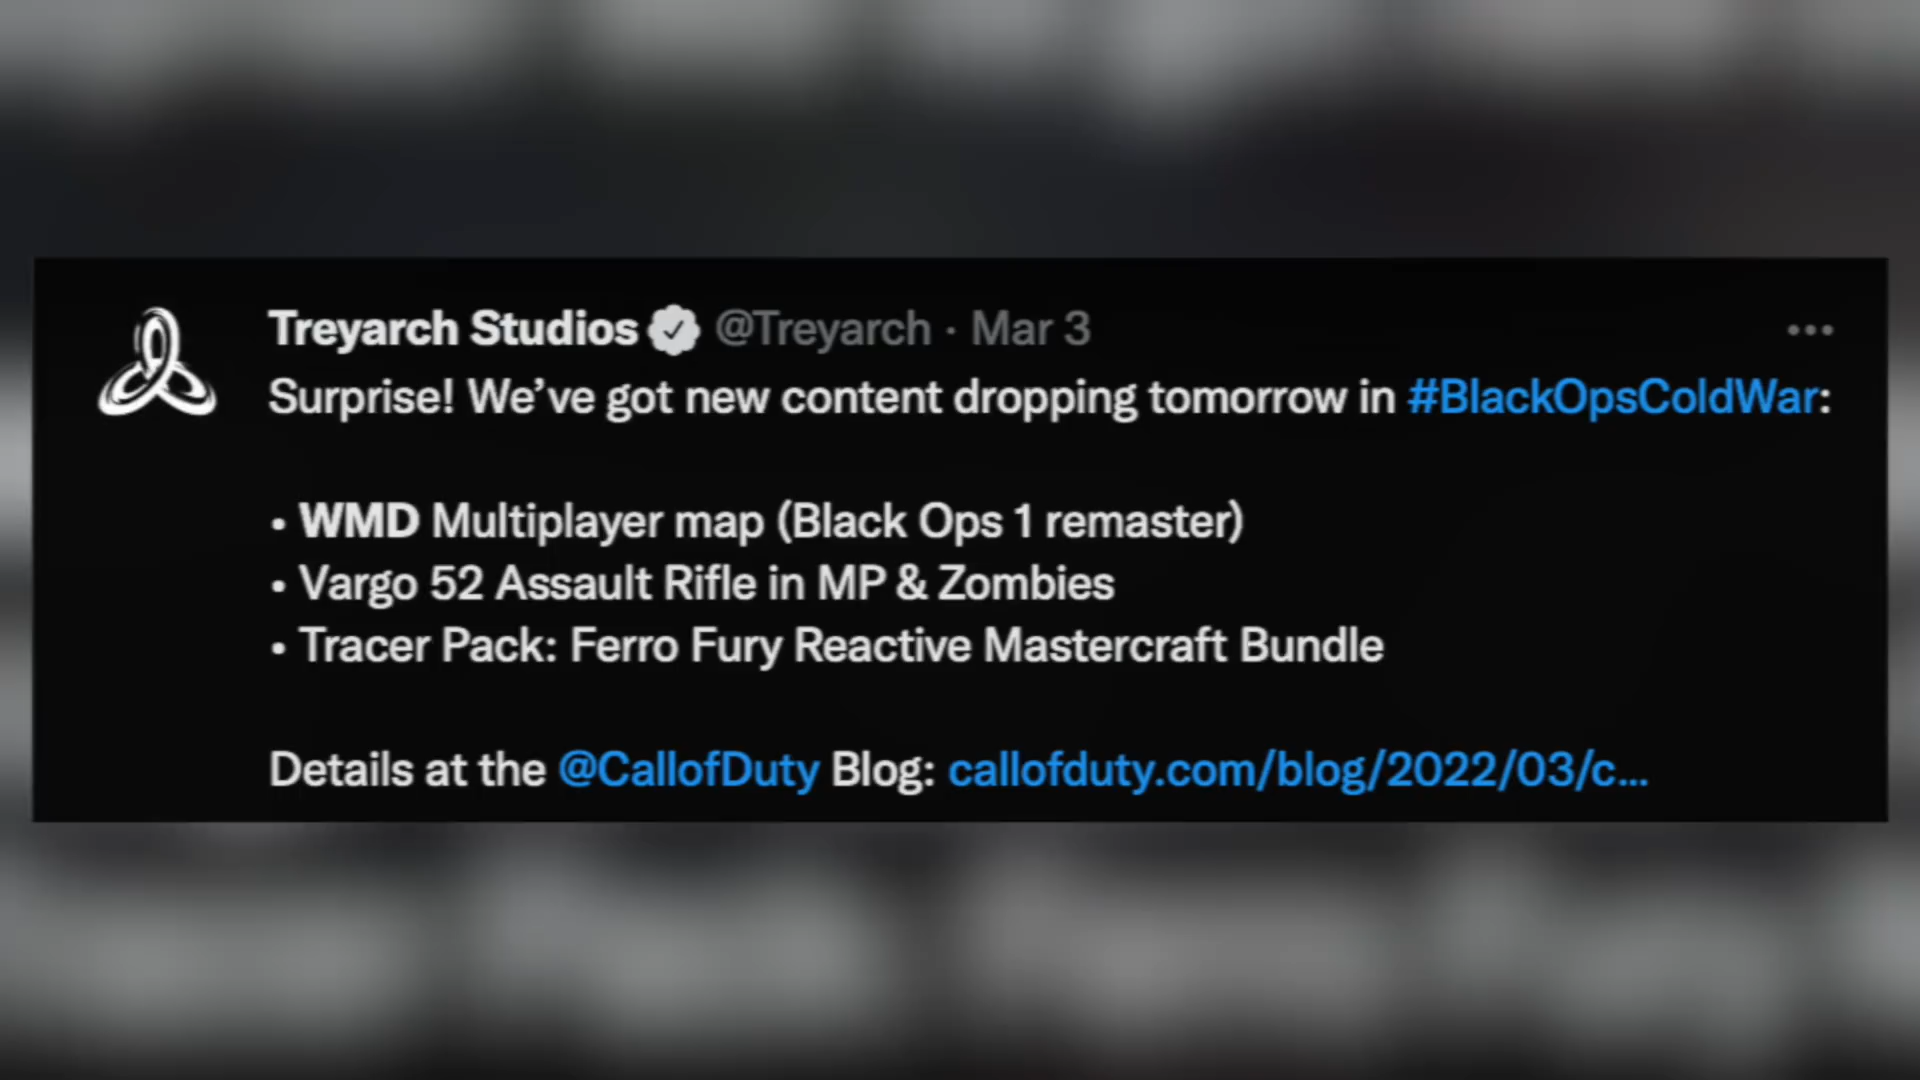 Treyarch Studios @Treyarch · Mar 3
Surprise! We’ve got new content dropping tomorrow in #BlackOpsColdWar:
• WMD Multiplayer map (Black Ops 1 remaster)
• Vargo 52 Assault Rifle in MP & Zombies
• Tracer Pack: Ferro Fury Reactive Mastercraft Bundle
Details at the @CallofDuty Blog: callofduty.com/blog/2022/03/c...